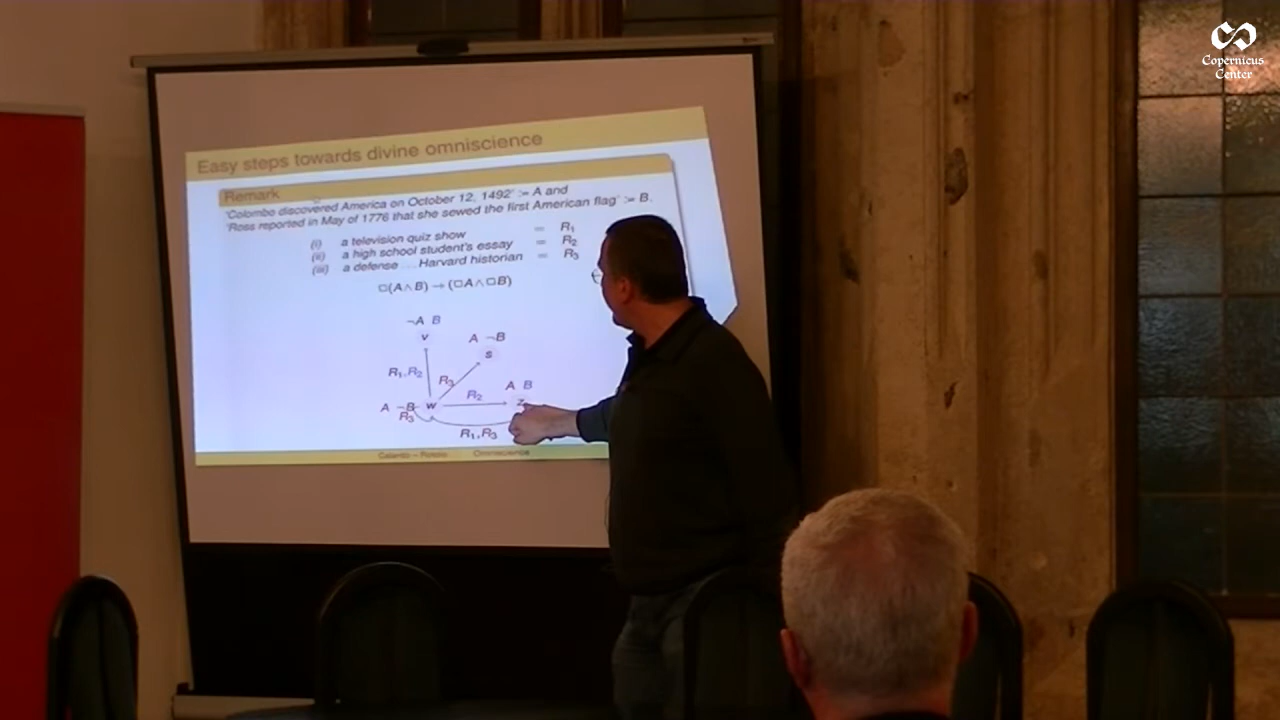 Copernicus
Center
Easy steps towards divine omniscience
Remark
'Colombo discovered America on October 12, 1492' := A and
'Ross reported in May of 1776 that she sewed the first American flag' := B.
(i) a television quiz show = R₁
(ii) a high school student's essay = R₂
(iii) a defense ... Harvard historian = R₃
□(A∧B) → (□A∧□B)
¬A B
v
A ¬B
s
R₁,R₂
R₃
R₂
A B
z
A ¬B w
R₃
R₁,R₃
Omniscience